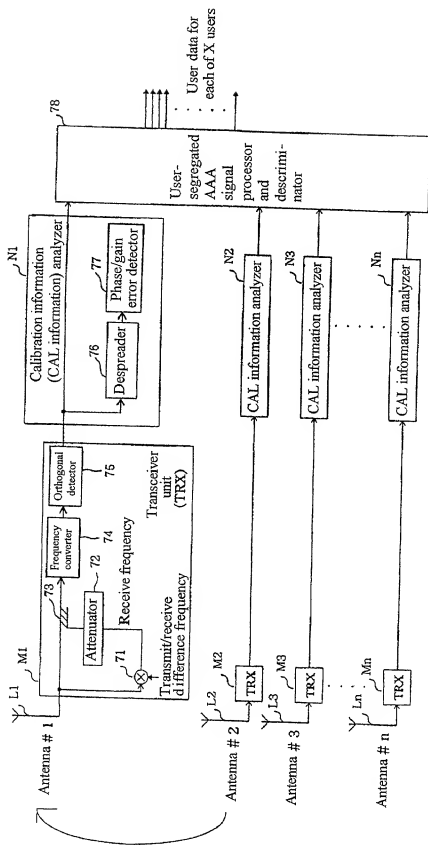 Antenna # 1
L1
M1
71
Transmit/receive
difference frequency
Attenuator
72
Receive frequency
73
Frequency
converter
74
Orthogonal
detector
75
Transceiver
unit
(TRX)
N1
Calibration information
(CAL information) analyzer
Despreader
76
Phase/gain
error detector
77
78
User-
segregated
AAA
signal
processor
and
descrimi-
nator
User data for
each of X users
Antenna # 2
L2
M2
TRX
CAL information analyzer
N2
Antenna # 3
L3
M3
TRX
CAL information analyzer
N3
Antenna # n
Ln
Mn
TRX
CAL information analyzer
Nn